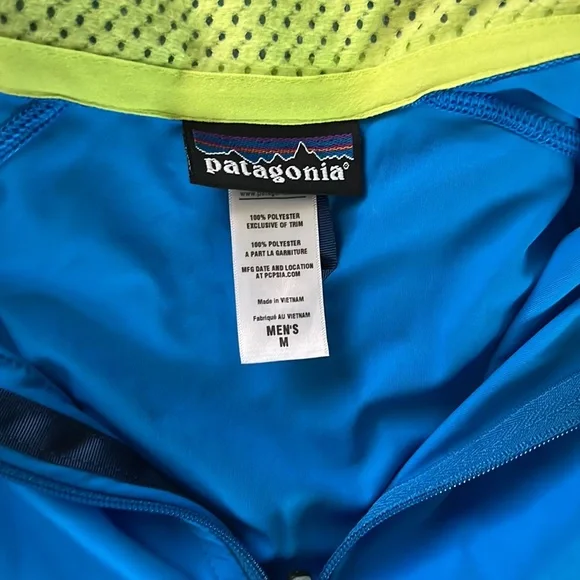 patagonia®
100% POLYESTER
EXCLUSIVE OF TRIM
100% POLYESTER
A PART LA GARNITURE
MFG DATE AND LOCATION
AT PCPSIA.COM
Made in VIETNAM
Fabriqué AU VIETNAM
MEN'S
M